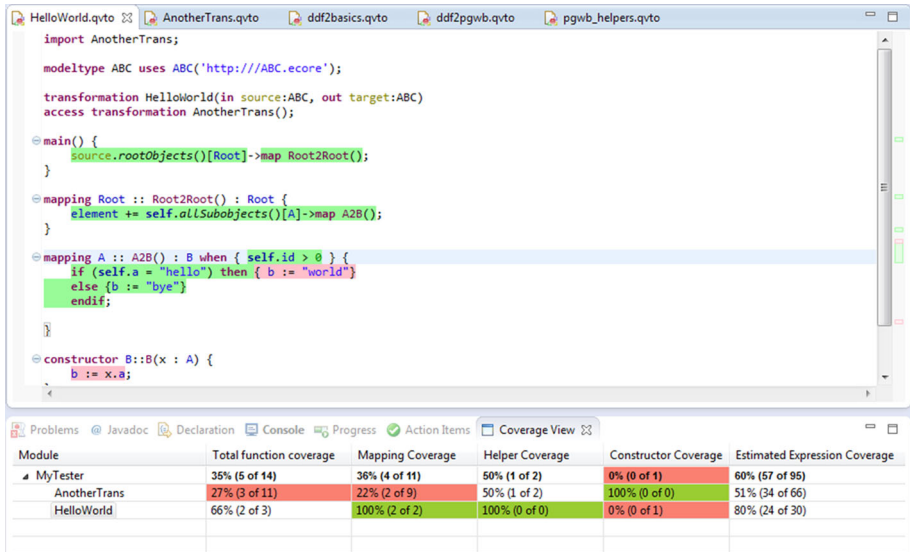 HelloWorld.qvto AnotherTrans.qvto ddf2basics.qvto ddf2pgwb.qvto pgwb_helpers.qvto
import AnotherTrans;
modeltype ABC uses ABC('http:///ABC.ecore');
transformation HelloWorld(in source:ABC, out target:ABC)
access transformation AnotherTrans();
main() {
source.rootObjects()[Root]->map Root2Root();
}
mapping Root :: Root2Root() : Root {
element += self.allSubobjects()[A]->map A2B();
}
mapping A :: A2B() : B when { self.id > 0 } {
if (self.a = "hello") then { b := "world"}
else {b := "bye"}
endif;
}
constructor B::B(x : A) {
b := x.a;
Problems @ Javadoc Declaration Console Progress Action Items Coverage View
Module Total function coverage Mapping Coverage Helper Coverage Constructor Coverage Estimated Expression Coverage
MyTester 35% (5 of 14) 36% (4 of 11) 50% (1 of 2) 0% (0 of 1) 60% (57 of 95)
AnotherTrans 27% (3 of 11) 22% (2 of 9) 50% (1 of 2) 100% (0 of 0) 51% (34 of 66)
HelloWorld 66% (2 of 3) 100% (2 of 2) 100% (0 of 0) 0% (0 of 1) 80% (24 of 30)